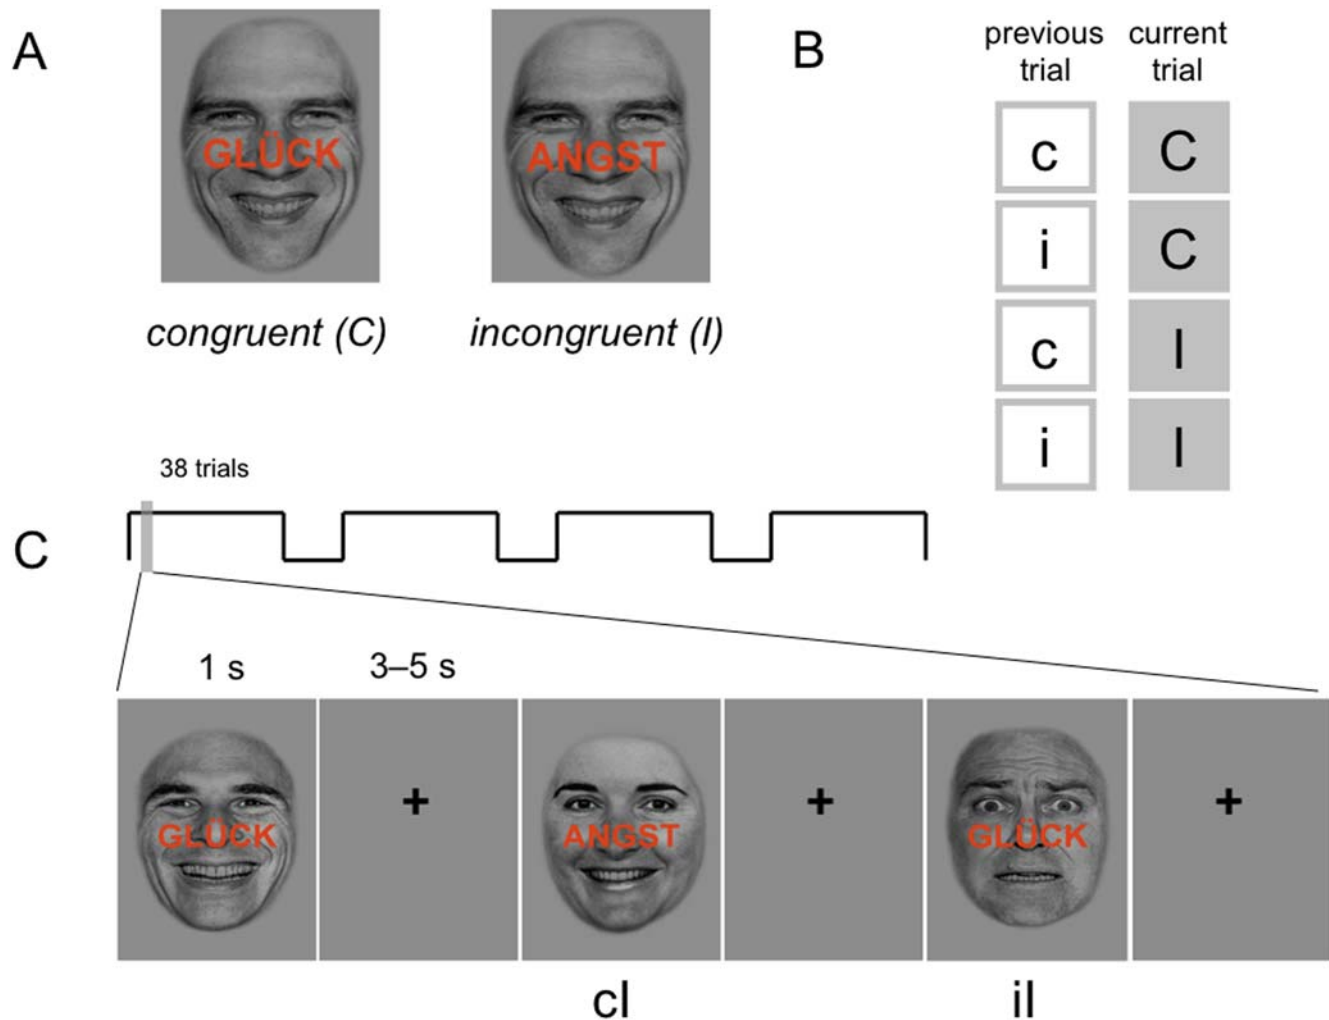 A
GLÜCK
ANGST
congruent (C)
incongruent (I)
B
previous trial
current trial
c
C
i
C
c
I
i
I
38 trials
C
1 s
3–5 s
GLÜCK
+
ANGST
+
GLÜCK
+
cI
iI